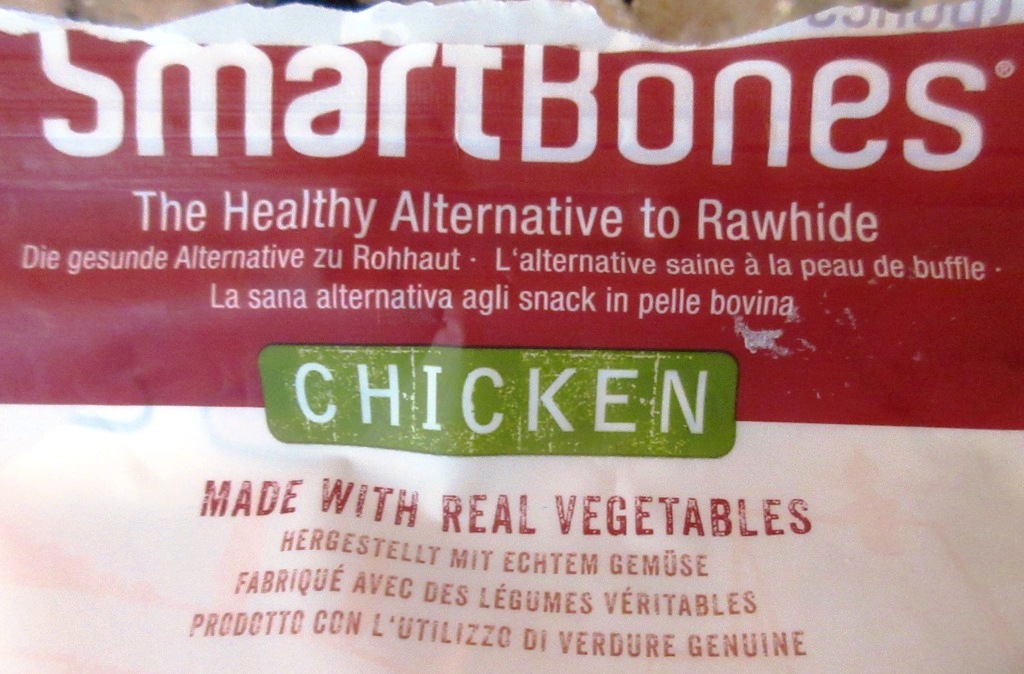 SmartBones®
The Healthy Alternative to Rawhide
Die gesunde Alternative zu Rohhaut · L'alternative saine à la peau de buffle ·
La sana alternativa agli snack in pelle bovina
CHICKEN
MADE WITH REAL VEGETABLES
HERGESTELLT MIT ECHTEM GEMÜSE
FABRIQUÉ AVEC DES LÉGUMES VÉRITABLES
PRODOTTO CON L'UTILIZZO DI VERDURE GENUINE